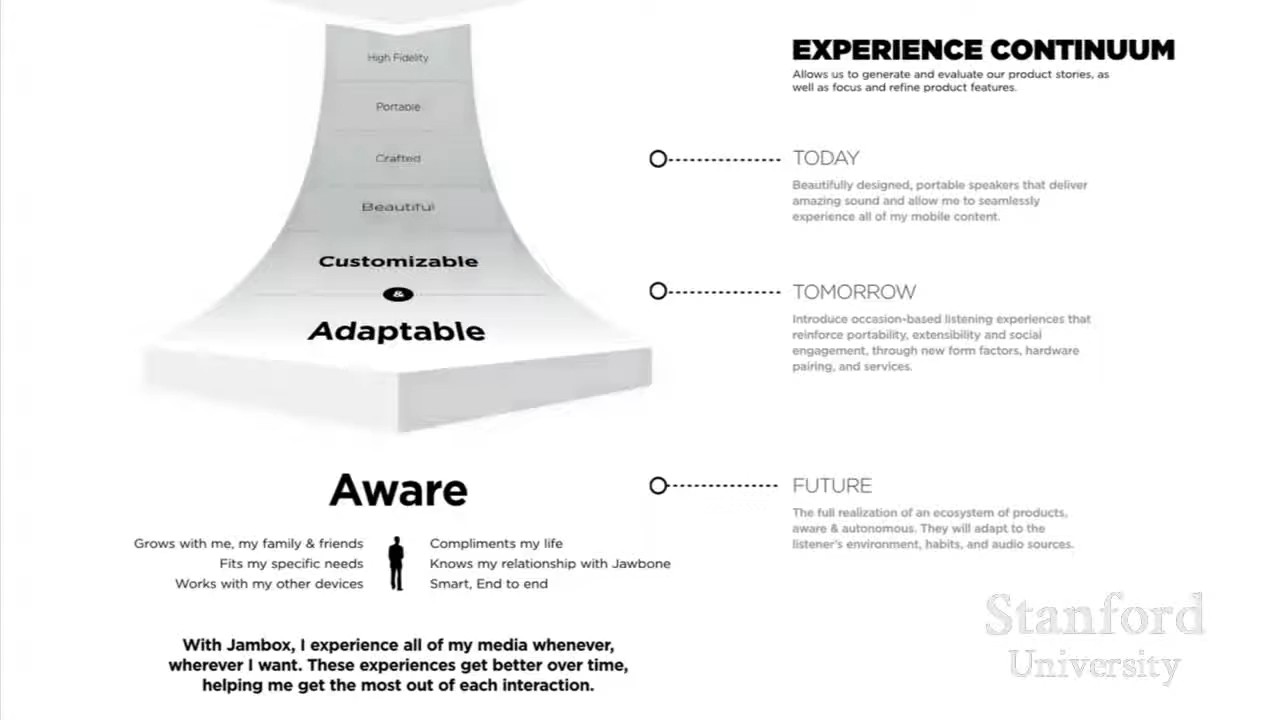 High Fidelity
Portable
Crafted
Beautiful
Customizable
&
Adaptable
Aware
Grows with me, my family & friends
Fits my specific needs
Works with my other devices
Compliments my life
Knows my relationship with Jawbone
Smart, End to end
With Jambox, I experience all of my media whenever,
wherever I want. These experiences get better over time,
helping me get the most out of each interaction.
EXPERIENCE CONTINUUM
Allows us to generate and evaluate our product stories, as
well as focus and refine product features.
TODAY
Beautifully designed, portable speakers that deliver
amazing sound and allow me to seamlessly
experience all of my mobile content.
TOMORROW
Introduce occasion-based listening experiences that
reinforce portability, extensibility and social
engagement, through new form factors, hardware
pairing, and services.
FUTURE
The full realization of an ecosystem of products,
aware & autonomous. They will adapt to the
listener's environment, habits, and audio sources.
Stanford
University